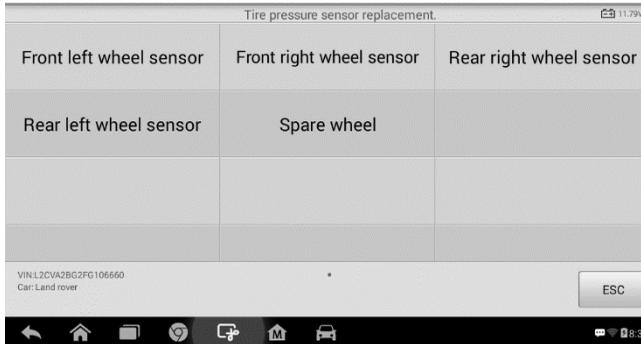 Tire pressure sensor replacement.
11.79V
Front left wheel sensor
Front right wheel sensor
Rear right wheel sensor
Rear left wheel sensor
Spare wheel
VIN:L2CVA2BG2FG106660
Car: Land rover
ESC
M